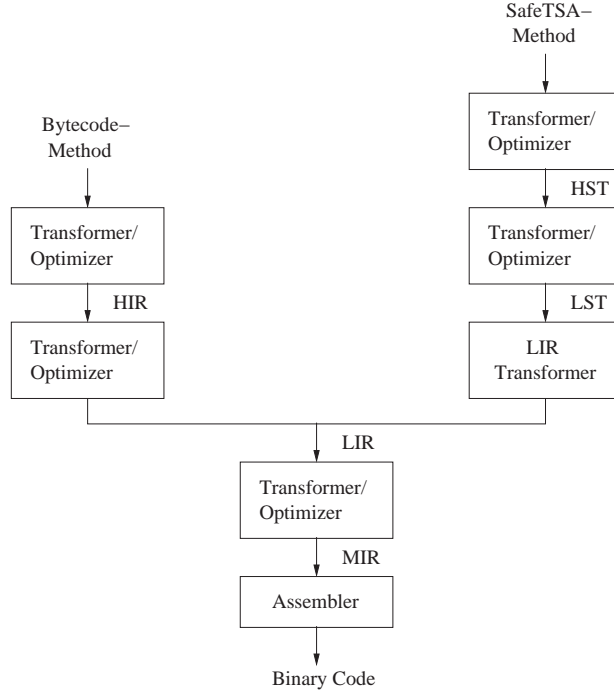 SafeTSA–
Method
Transformer/
Optimizer
Bytecode–
Method
HST
Transformer/
Optimizer
Transformer/
Optimizer
HIR
LST
Transformer/
Optimizer
LIR
Transformer
LIR
Transformer/
Optimizer
MIR
Assembler
Binary Code